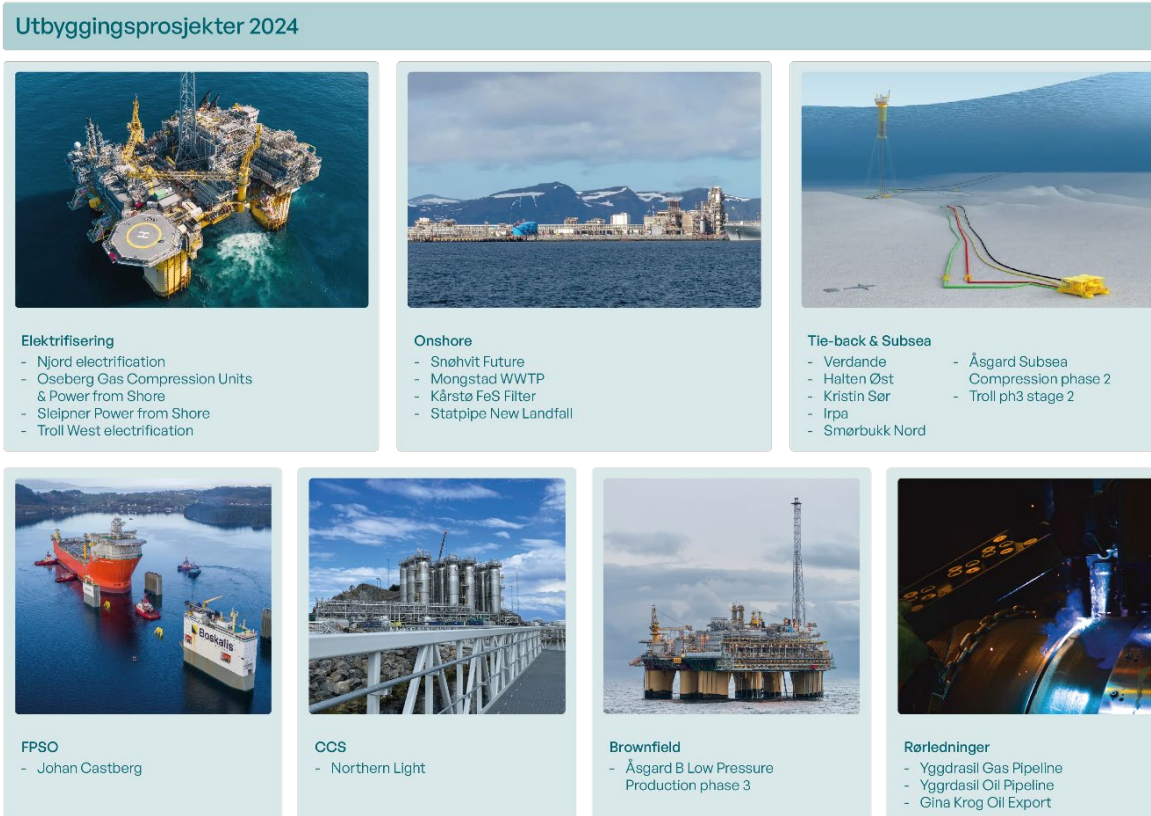 Utbyggingsprosjekter 2024
Elektrifisering
- Njord electrification
- Oseberg Gas Compression Units
& Power from Shore
- Sleipner Power from Shore
- Troll West electrification
Onshore
- Snøhvit Future
- Mongstad WWTP
- Kårstø FeS Filter
- Statpipe New Landfall
Tie-back & Subsea
- Verdande
- Halten Øst
- Kristin Sør
- Irpa
- Smørbukk Nord
- Åsgard Subsea
Compression phase 2
- Troll ph3 stage 2
H
Boskalis
FPSO
- Johan Castberg
CCS
- Northern Light
Brownfield
- Åsgard B Low Pressure
Production phase 3
Rørledninger
- Yggdrasil Gas Pipeline
- Yggrdasil Oil Pipeline
- Gina Krog Oil Export